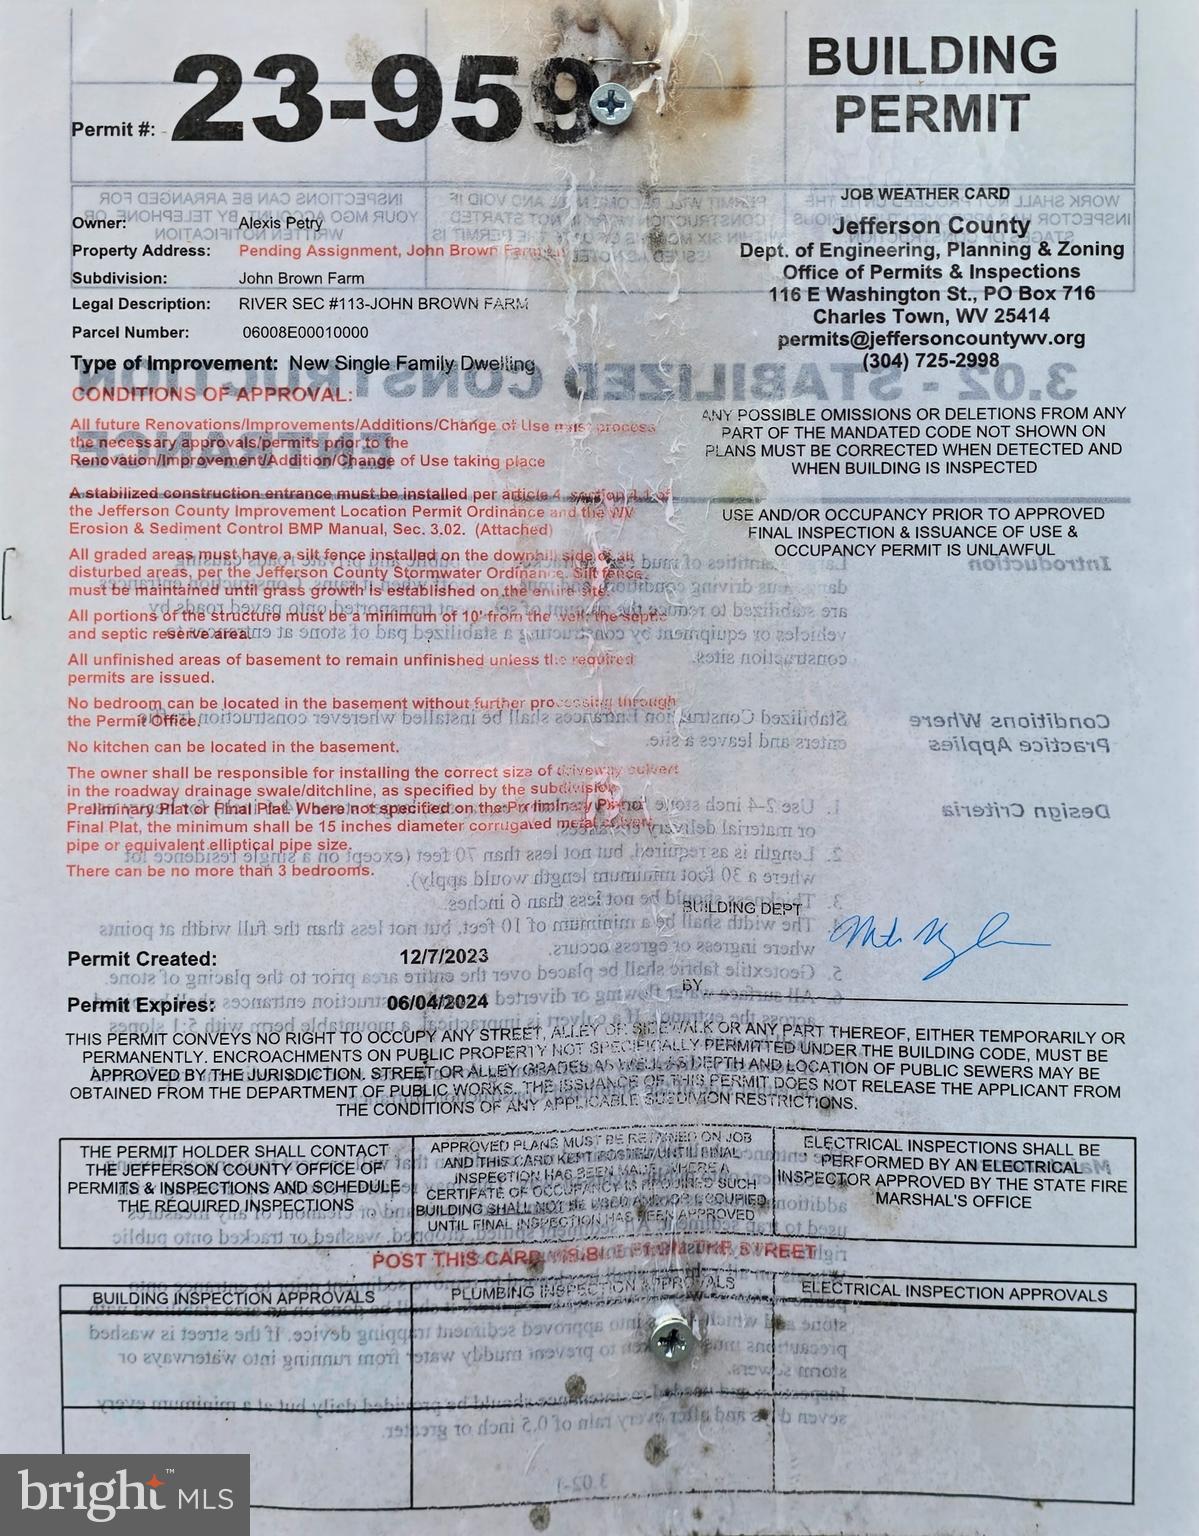 Permit #: 23-959
BUILDING
PERMIT
Owner: Alexis Petry
Property Address: Pending Assignment, John Brown Farm
Subdivision: John Brown Farm
Legal Description: RIVER SEC #113-JOHN BROWN FARM
Parcel Number: 06008E00010000
Type of Improvement: New Single Family Dwelling
JOB WEATHER CARD
Jefferson County
Dept. of Engineering, Planning & Zoning
Office of Permits & Inspections
116 E Washington St., PO Box 716
Charles Town, WV 25414
permits@jeffersoncountywv.org
(304) 725-2998
CONDITIONS OF APPROVAL:
All future Renovations/Improvements/Additions/Change of Use must process
the necessary approvals/permits prior to the
Renovation/Improvement/Addition/Change of Use taking place
A stabilized construction entrance must be installed per article 4, section 4.1 of
the Jefferson County Improvement Location Permit Ordinance and the WV
Erosion & Sediment Control BMP Manual, Sec. 3.02. (Attached)
All graded areas must have a silt fence installed on the downhill side of all
disturbed areas, per the Jefferson County Stormwater Ordinance. Silt fence
must be maintained until grass growth is established on the entire site.
All portions of the structure must be a minimum of 10' from the well, the septic
and septic reserve area.
All unfinished areas of basement to remain unfinished unless the required
permits are issued.
No bedroom can be located in the basement without further processing through
the Permit Office.
No kitchen can be located in the basement.
The owner shall be responsible for installing the correct size of driveway culvert
in the roadway drainage swale/ditchline, as specified by the subdivision
Preliminary Plat or Final Plat. Where not specified on the Preliminary Plat or
Final Plat, the minimum shall be 15 inches diameter corrugated metal culvert
pipe or equivalent elliptical pipe size.
There can be no more than 3 bedrooms.
ANY POSSIBLE OMISSIONS OR DELETIONS FROM ANY
PART OF THE MANDATED CODE NOT SHOWN ON
PLANS MUST BE CORRECTED WHEN DETECTED AND
WHEN BUILDING IS INSPECTED
USE AND/OR OCCUPANCY PRIOR TO APPROVED
FINAL INSPECTION & ISSUANCE OF USE &
OCCUPANCY PERMIT IS UNLAWFUL
BUILDING DEPT
BY
Permit Created: 12/7/2023
Permit Expires: 06/04/2024
THIS PERMIT CONVEYS NO RIGHT TO OCCUPY ANY STREET, ALLEY OR SIDEWALK OR ANY PART THEREOF, EITHER TEMPORARILY OR
PERMANENTLY. ENCROACHMENTS ON PUBLIC PROPERTY NOT SPECIFICALLY PERMITTED UNDER THE BUILDING CODE, MUST BE
APPROVED BY THE JURISDICTION. STREET OR ALLEY GRADES AS WELL AS DEPTH AND LOCATION OF PUBLIC SEWERS MAY BE
OBTAINED FROM THE DEPARTMENT OF PUBLIC WORKS. THE ISSUANCE OF THIS PERMIT DOES NOT RELEASE THE APPLICANT FROM
THE CONDITIONS OF ANY APPLICABLE SUBDIVION RESTRICTIONS.
THE PERMIT HOLDER SHALL CONTACT
THE JEFFERSON COUNTY OFFICE OF
PERMITS & INSPECTIONS AND SCHEDULE
THE REQUIRED INSPECTIONS
APPROVED PLANS MUST BE RETAINED ON JOB
AND THIS CARD KEPT POSTED UNTIL FINAL
INSPECTION HAS BEEN MADE. WHERE A
CERTIFATE OF OCCUPANCY IS REQUIRED SUCH
BUILDING SHALL NOT BE USED AND/OR OCCUPIED
UNTIL FINAL INSPECTION HAS BEEN APPROVED
ELECTRICAL INSPECTIONS SHALL BE
PERFORMED BY AN ELECTRICAL
INSPECTOR APPROVED BY THE STATE FIRE
MARSHAL'S OFFICE
POST THIS CARD VISIBLE FROM THE STREET
BUILDING INSPECTION APPROVALS
PLUMBING INSPECTION APPROVALS
ELECTRICAL INSPECTION APPROVALS
bright™ MLS